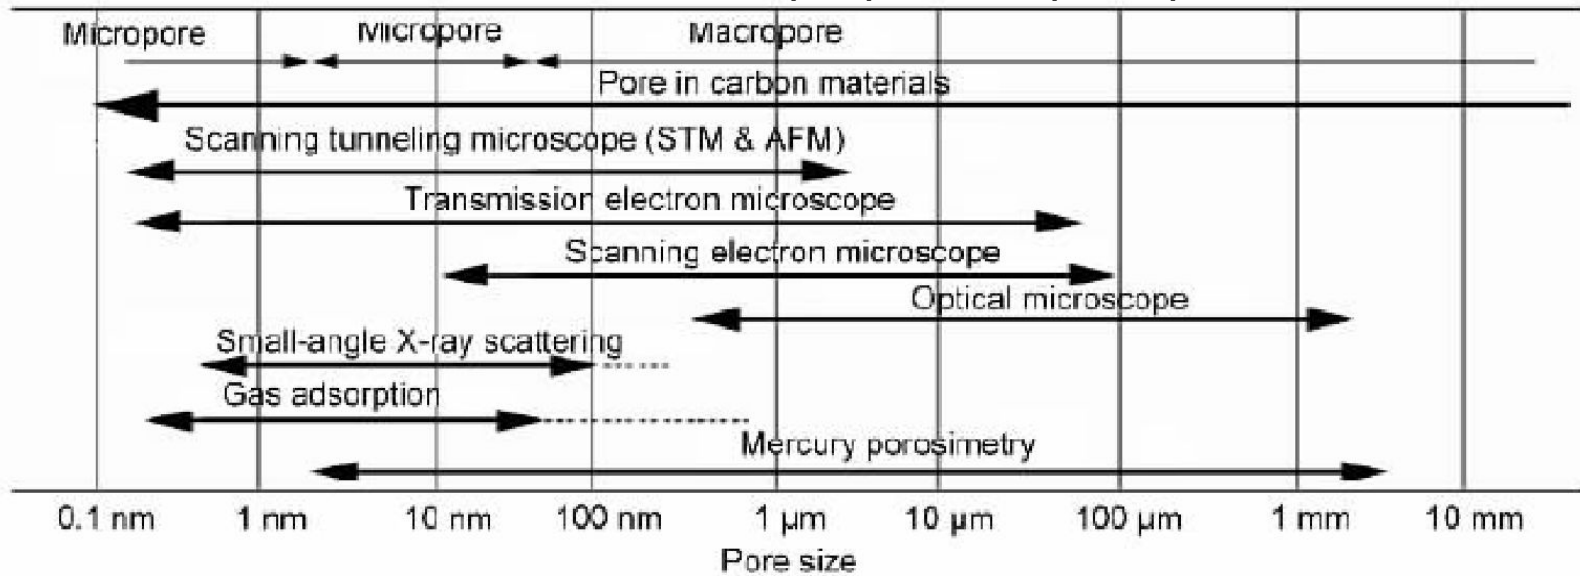 Micropore Micropore Macropore
Pore in carbon materials
Scanning tunneling microscope (STM & AFM)
Transmission electron microscope
Scanning electron microscope
Optical microscope
Small-angle X-ray scattering
Gas adsorption
Mercury porosimetry
0.1 nm 1 nm 10 nm 100 nm 1 µm 10 µm 100 µm 1 mm 10 mm
Pore size